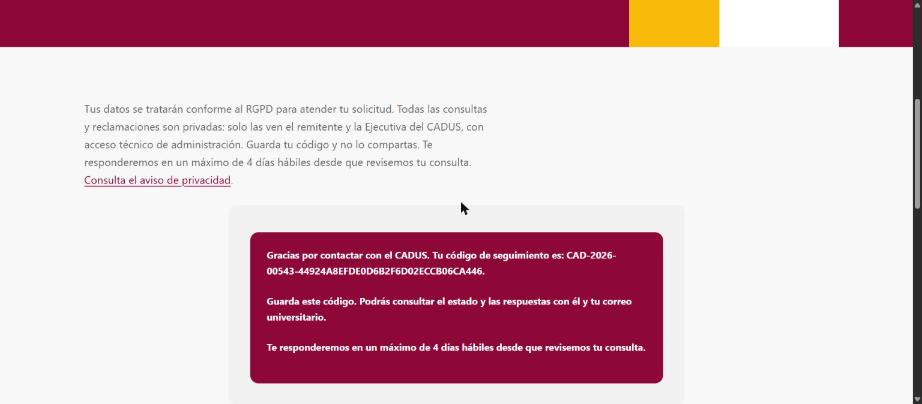 Tus datos se tratarán conforme al RGPD para atender tu solicitud. Todas las consultas
y reclamaciones son privadas: solo las ven el remitente y la Ejecutiva del CADUS, con
acceso técnico de administración. Guarda tu código y no lo compartas. Te
responderemos en un máximo de 4 días hábiles desde que revisemos tu consulta.
Consulta el aviso de privacidad.
Gracias por contactar con el CADUS. Tu código de seguimiento es: CAD-2026-
00543-44924A8EFDE0D6B2F6D02ECCB06CA446.
Guarda este código. Podrás consultar el estado y las respuestas con él y tu correo
universitario.
Te responderemos en un máximo de 4 días hábiles desde que revisemos tu consulta.